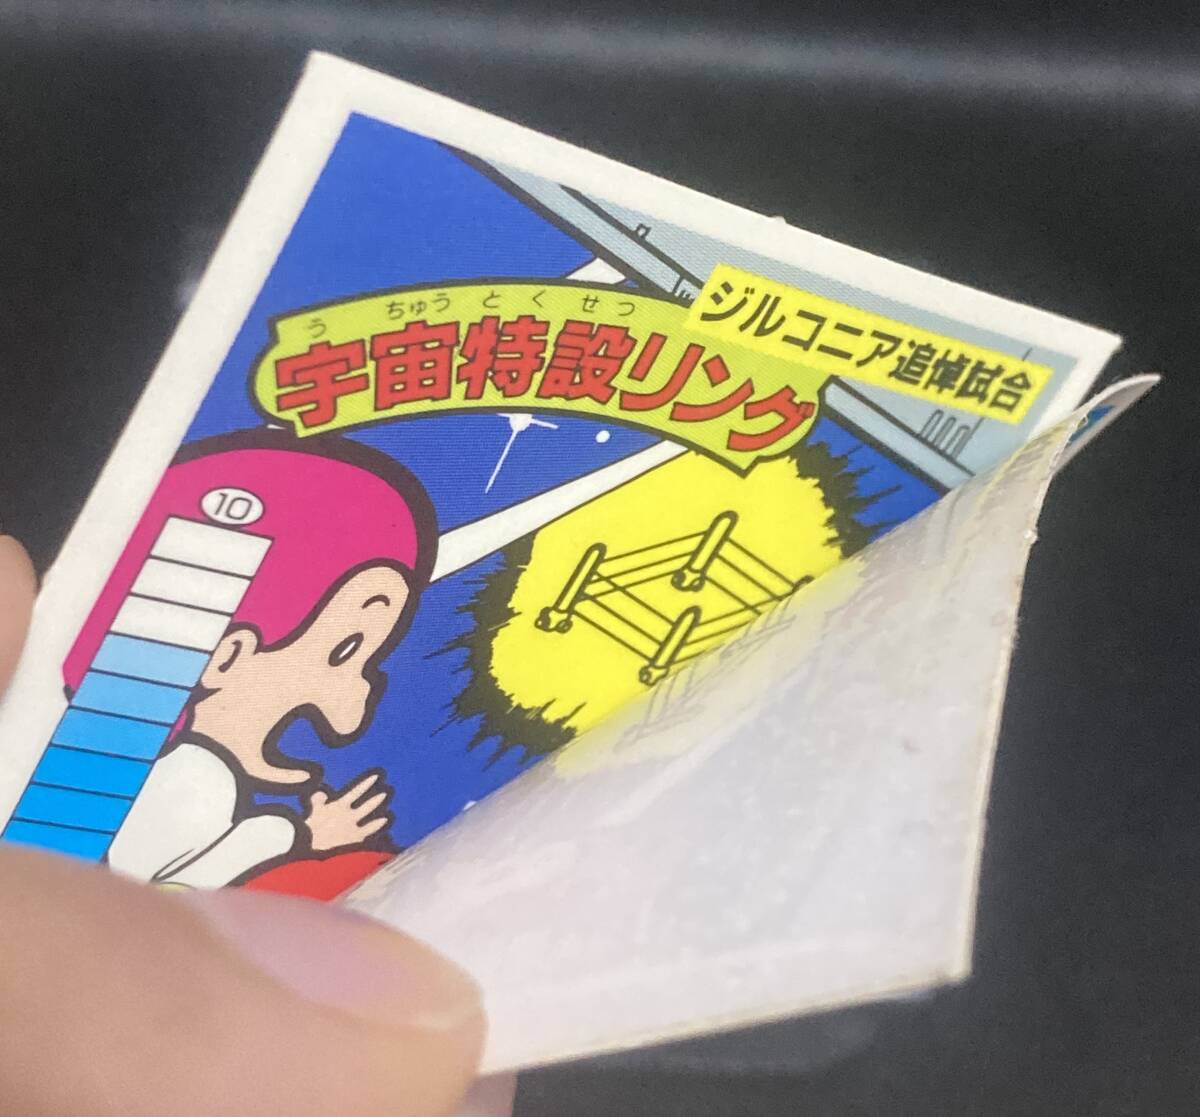 ジルコニア追悼試合
うちゅうとくせつ
宇宙特設リング
10